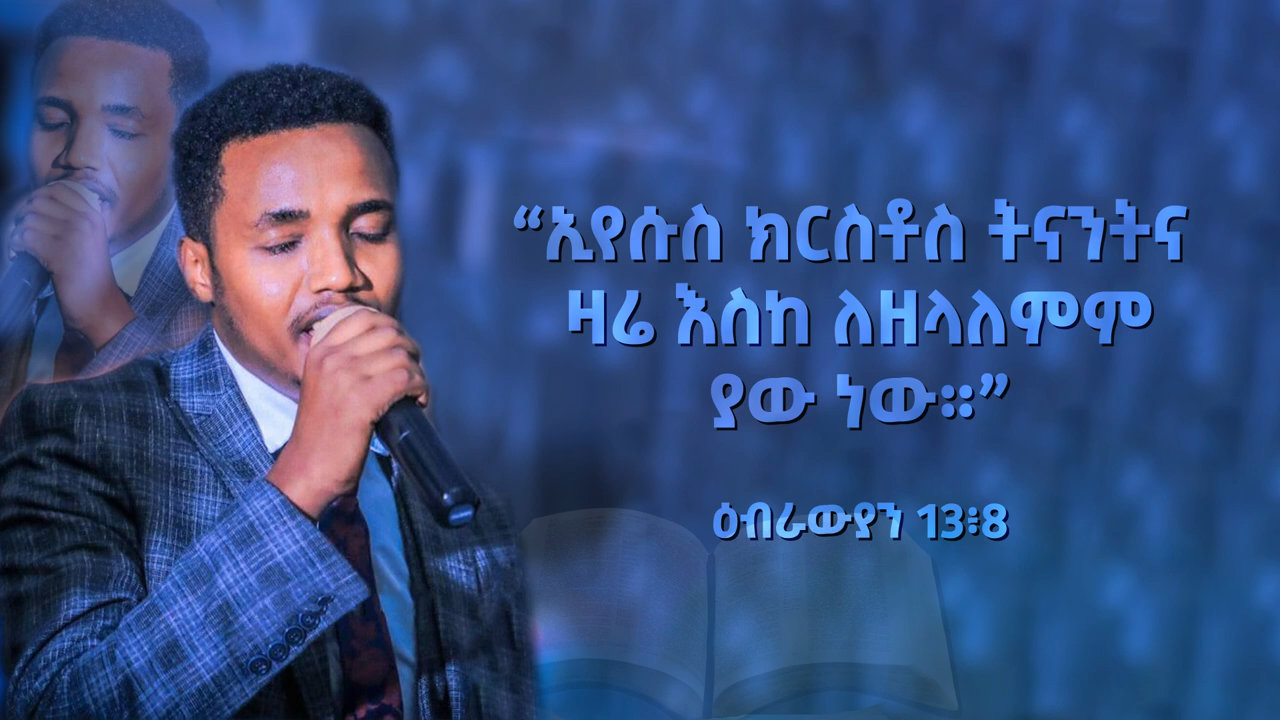 “ኢየሱስ ክርስቶስ ትናንትና
ዛሬ እስከ ለዘላለምም
ያው ነው።”
ዕብራውያን 13፥8